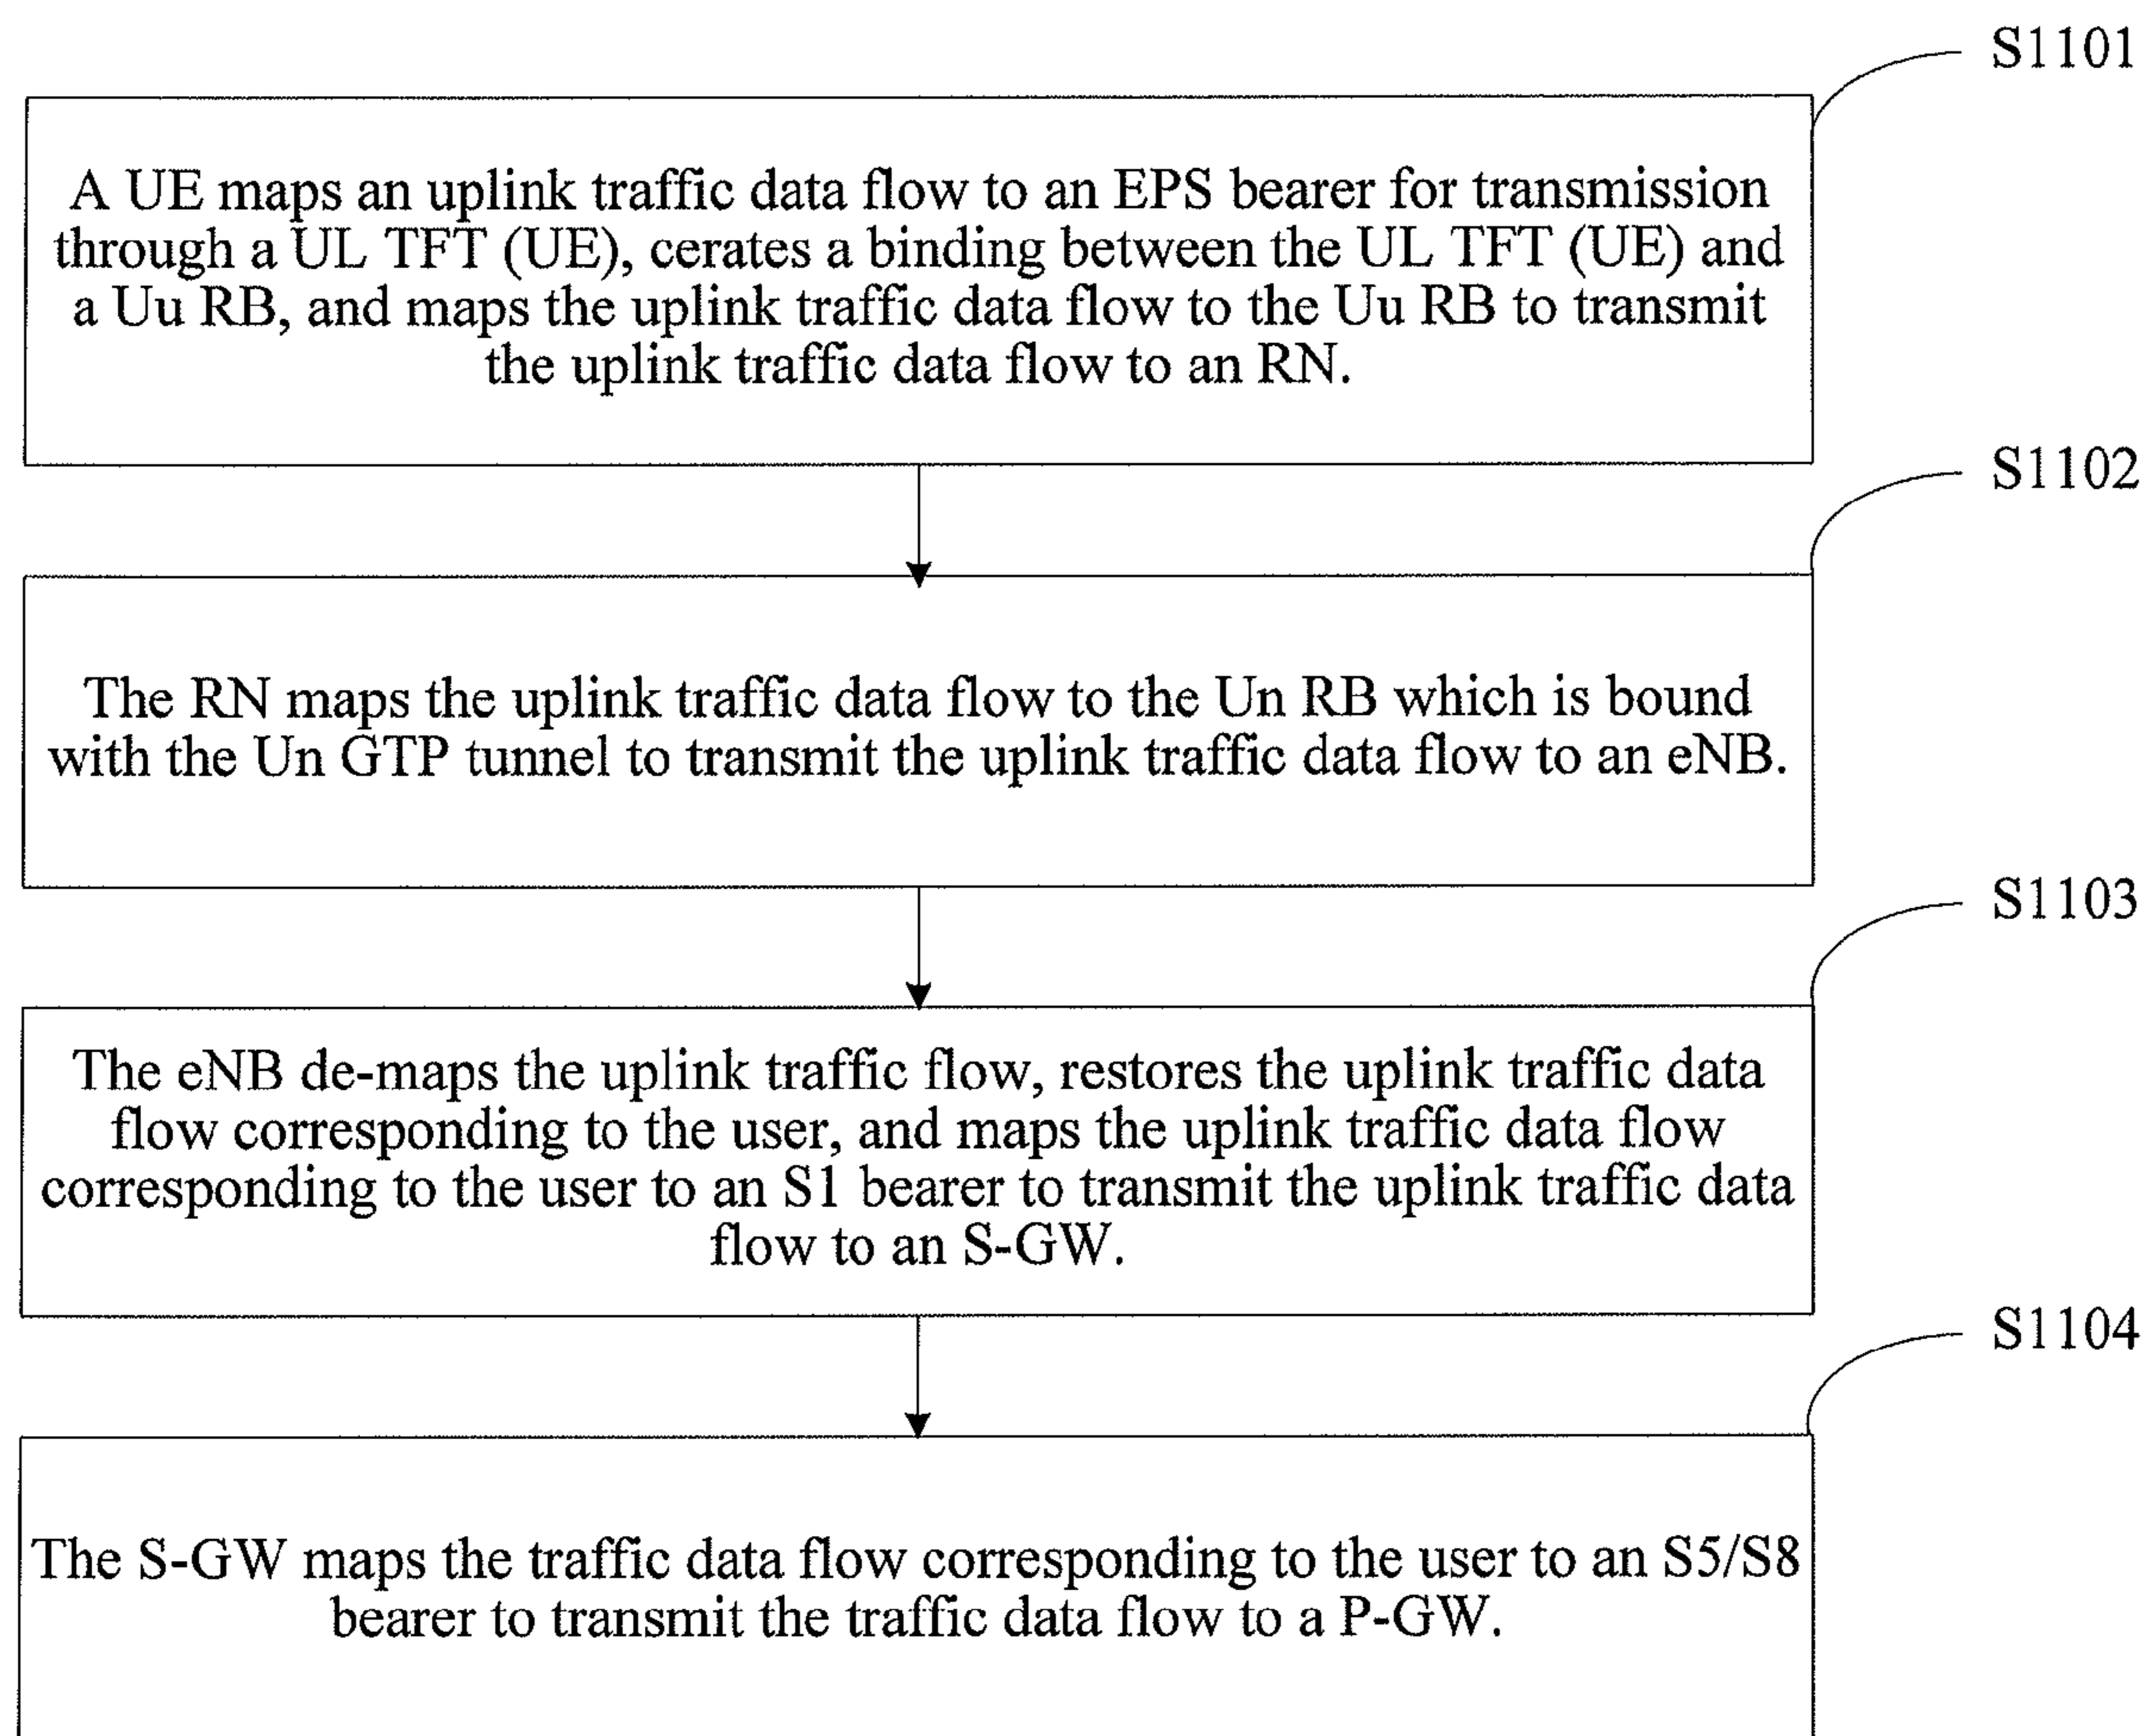 S1101
A UE maps an uplink traffic data flow to an EPS bearer for transmission
through a UL TFT (UE), cerates a binding between the UL TFT (UE) and
a Uu RB, and maps the uplink traffic data flow to the Uu RB to transmit
the uplink traffic data flow to an RN.
S1102
The RN maps the uplink traffic data flow to the Un RB which is bound
with the Un GTP tunnel to transmit the uplink traffic data flow to an eNB.
S1103
The eNB de-maps the uplink traffic flow, restores the uplink traffic data
flow corresponding to the user, and maps the uplink traffic data flow
corresponding to the user to an S1 bearer to transmit the uplink traffic data
flow to an S-GW.
S1104
The S-GW maps the traffic data flow corresponding to the user to an S5/S8
bearer to transmit the traffic data flow to a P-GW.